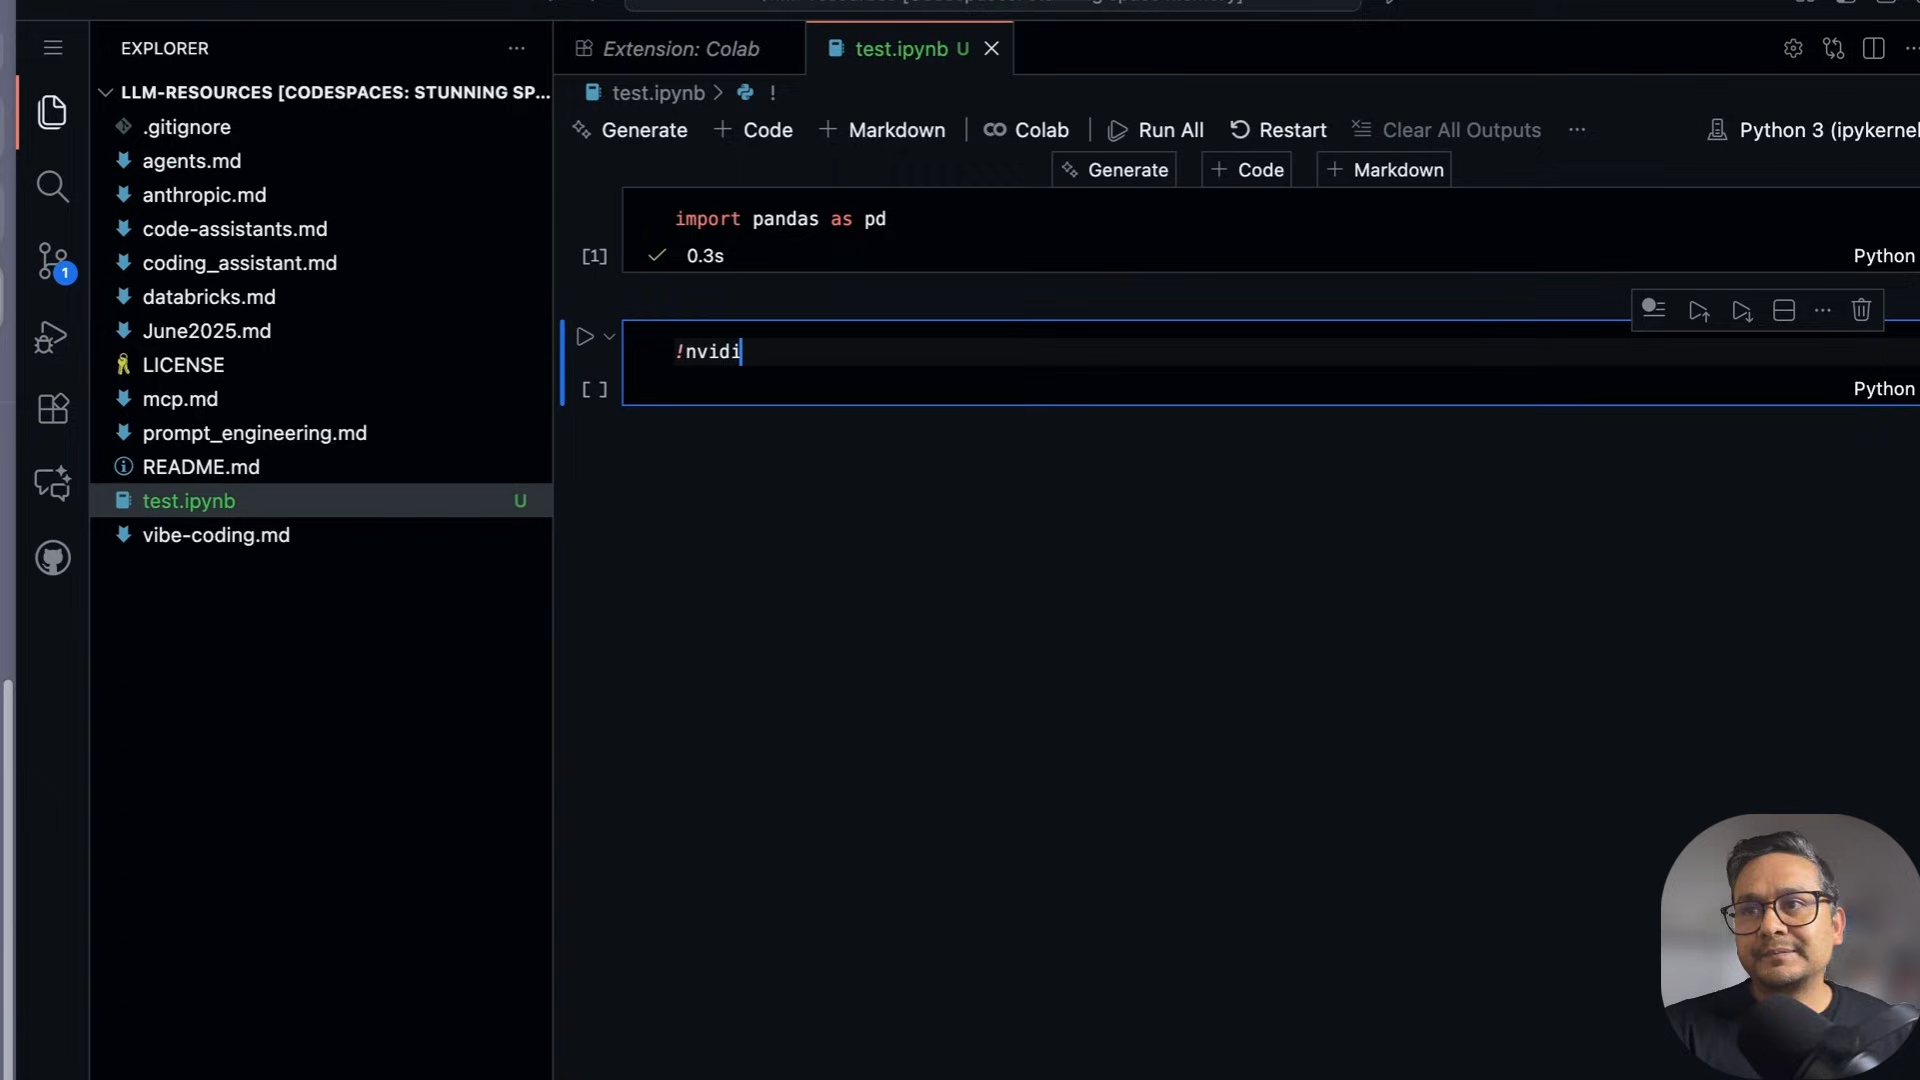 EXPLORER
LLM-RESOURCES [CODESPACES: STUNNING SP...
.gitignore
agents.md
anthropic.md
code-assistants.md
coding_assistant.md
databricks.md
June2025.md
LICENSE
mcp.md
prompt_engineering.md
README.md
test.ipynb U
vibe-coding.md
1
Extension: Colab
test.ipynb U
test.ipynb > !
Generate + Code + Markdown | Colab | Run All Restart Clear All Outputs ...
Python 3 (ipykernel
Generate + Code + Markdown
import pandas as pd
[1] 0.3s
Python
!nvidi
[ ]
Python